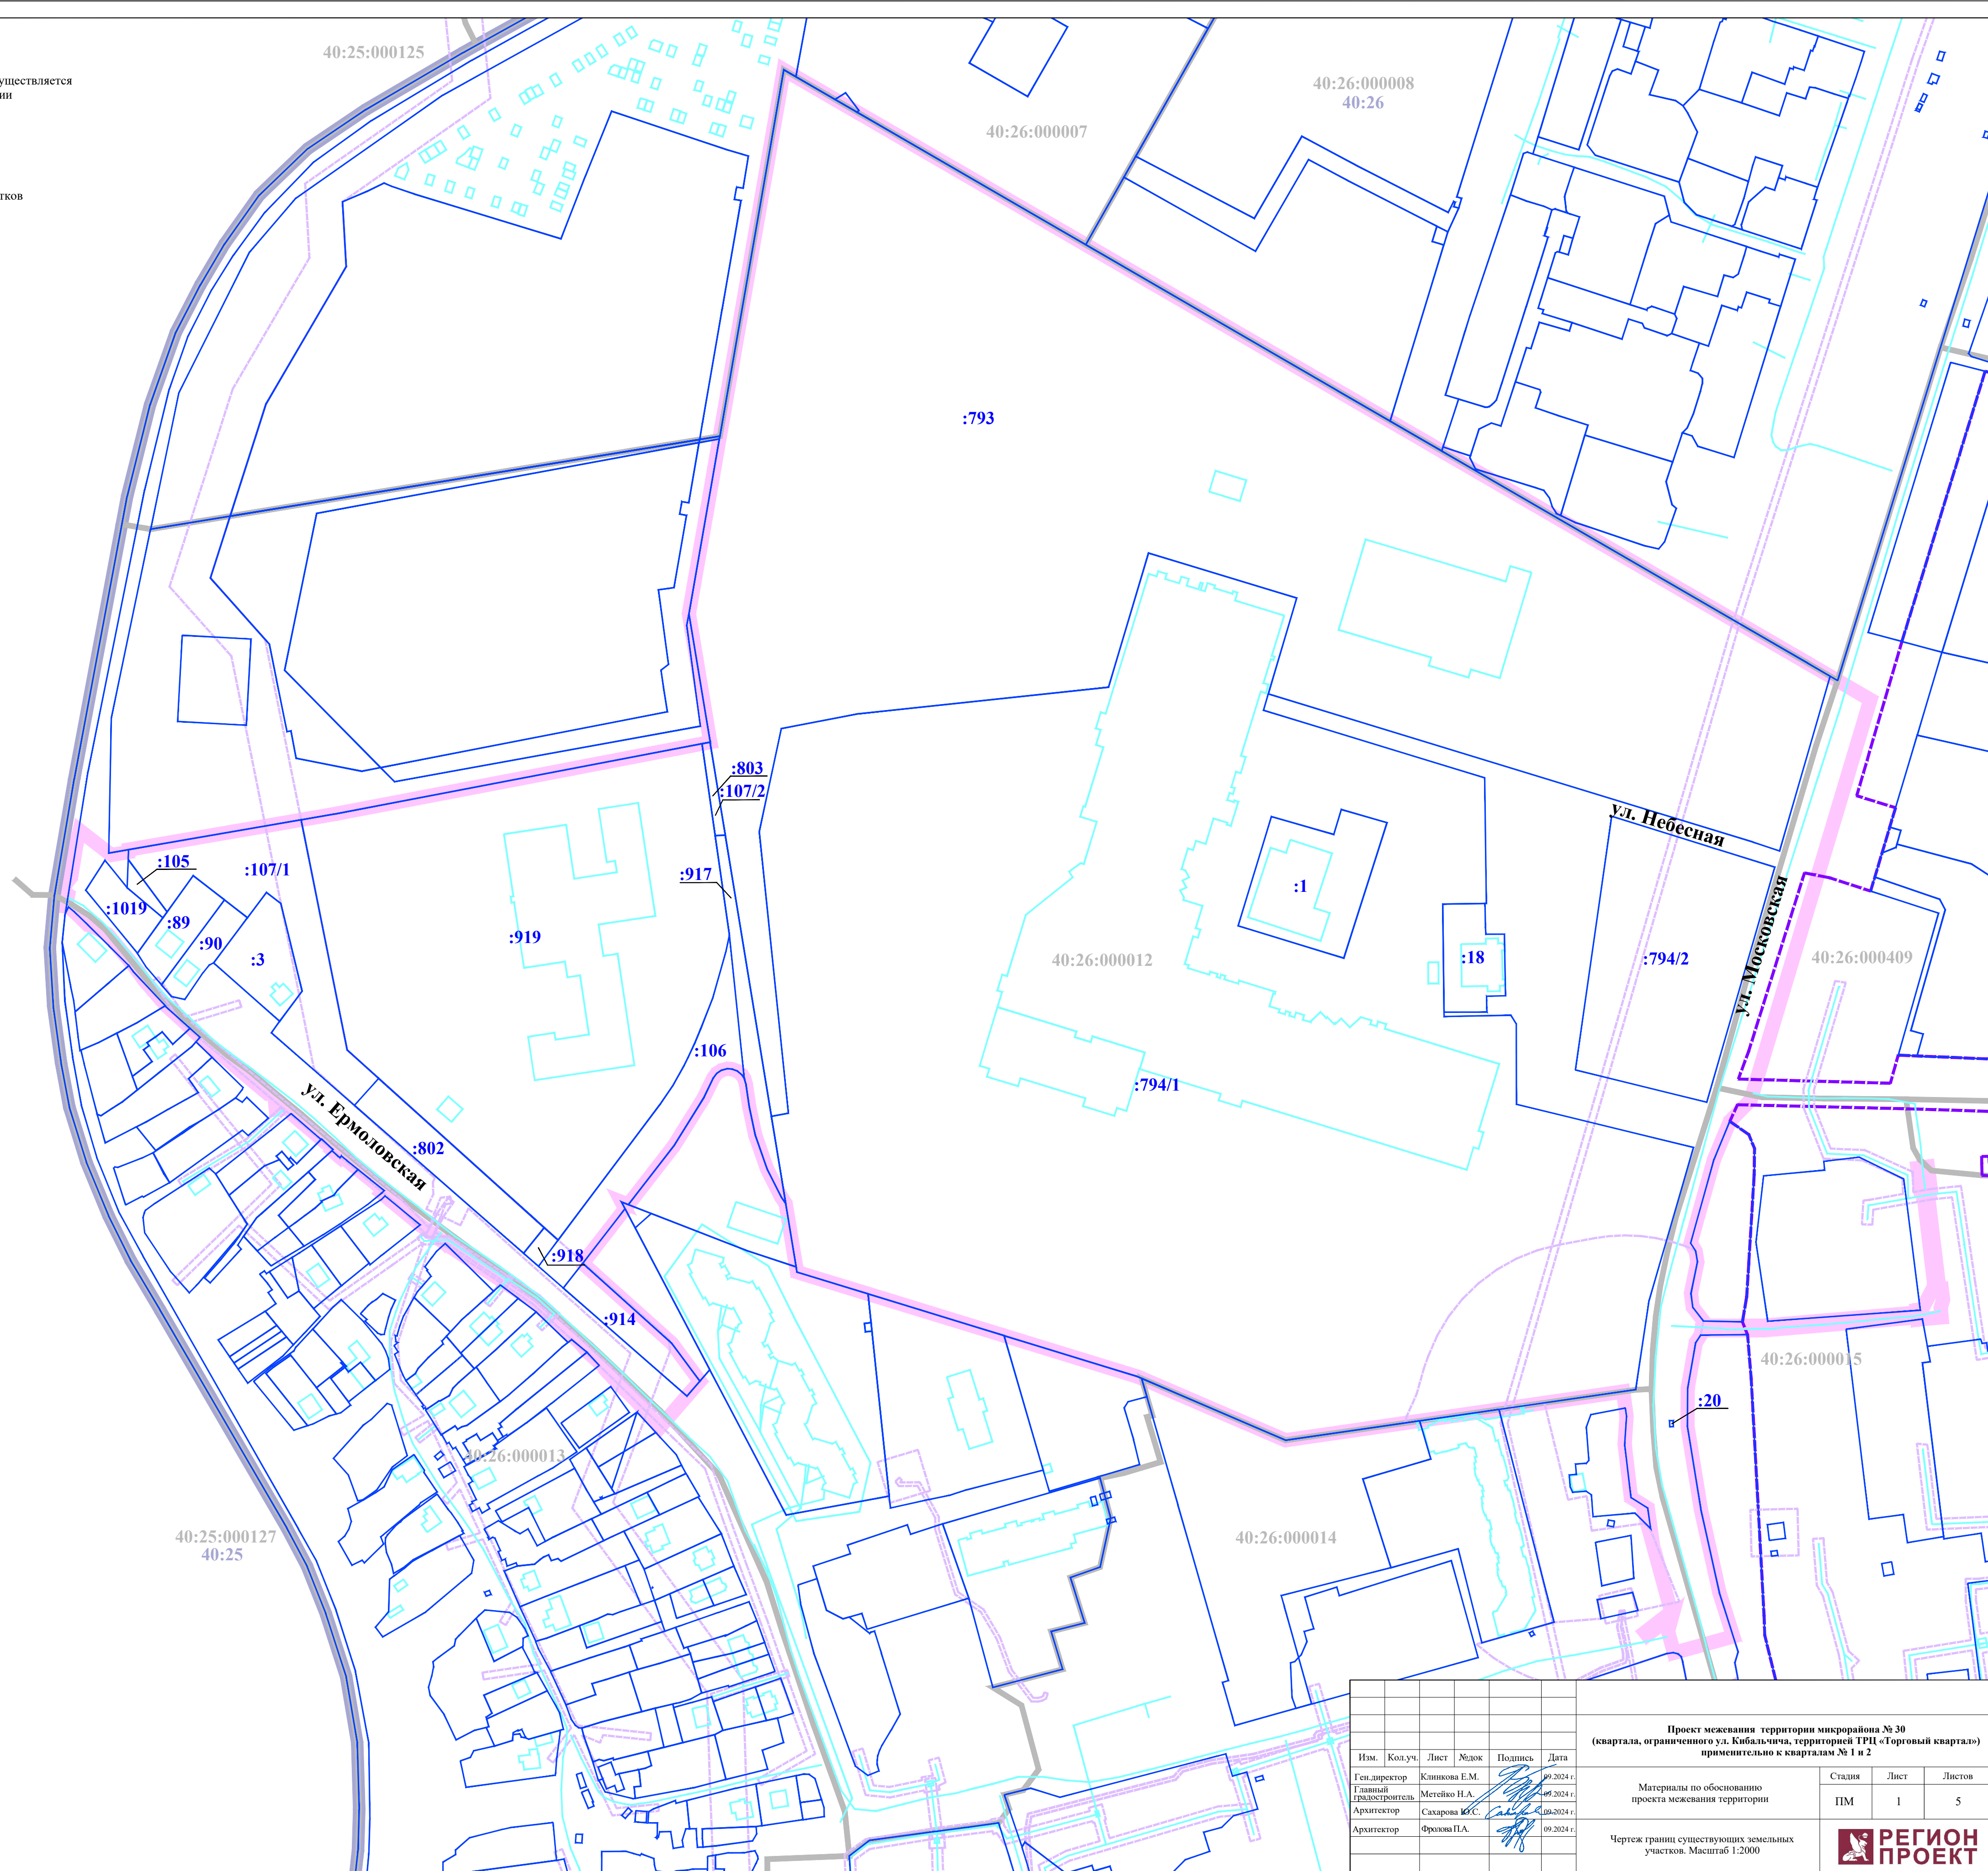 уществляется
ии
тков
40:25:000125
40:26:000007
40:26:000008
40:26
:793
:803
:107/2
:105
:107/1
:1019
:89
:90
:3
:917
:919
:106
:1
:18
:794/2
ул. Небесная
ул. Московская
40:26:000012
40:26:000409
:794/1
ул. Ермоловская
:802
:918
:914
40:26:000015
:20
40:26:000013
40:25:000127
40:25
40:26:000014
Проект межевания территории микрорайона № 30
(квартала, ограниченного ул. Кибальчича, территорией ТРЦ «Торговый квартал»)
применительно к кварталам № 1 и 2
Изм. Кол.уч. Лист №док Подпись Дата
Ген.директор Клинкова Е.М. 09.2024 г.
Главный градостроитель Метейко Н.А. 09.2024 г.
Архитектор Сахарова Ю.С. 09.2024 г.
Архитектор Фролова П.А. 09.2024 г.
Материалы по обоснованию
проекта межевания территории
Стадия Лист Листов
ПМ 1 5
Чертеж границ существующих земельных
участков. Масштаб 1:2000
РЕГИОН
ПРОЕКТ